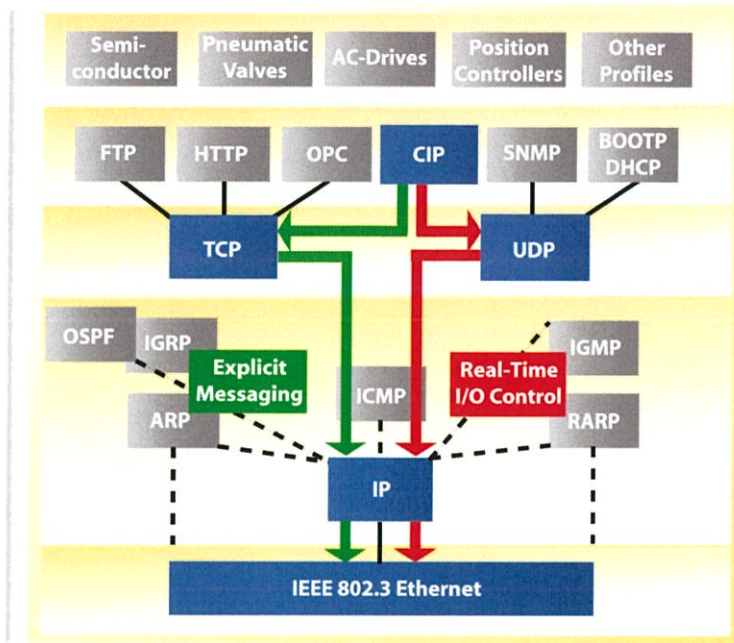 Semi-
conductor
Pneumatic
Valves
AC-Drives
Position
Controllers
Other
Profiles
FTP
HTTP
OPC
CIP
SNMP
BOOTP
DHCP
TCP
UDP
OSPF
IGRP
IGMP
Explicit
Messaging
Real-Time
I/O Control
ICMP
ARP
RARP
IP
IEEE 802.3 Ethernet